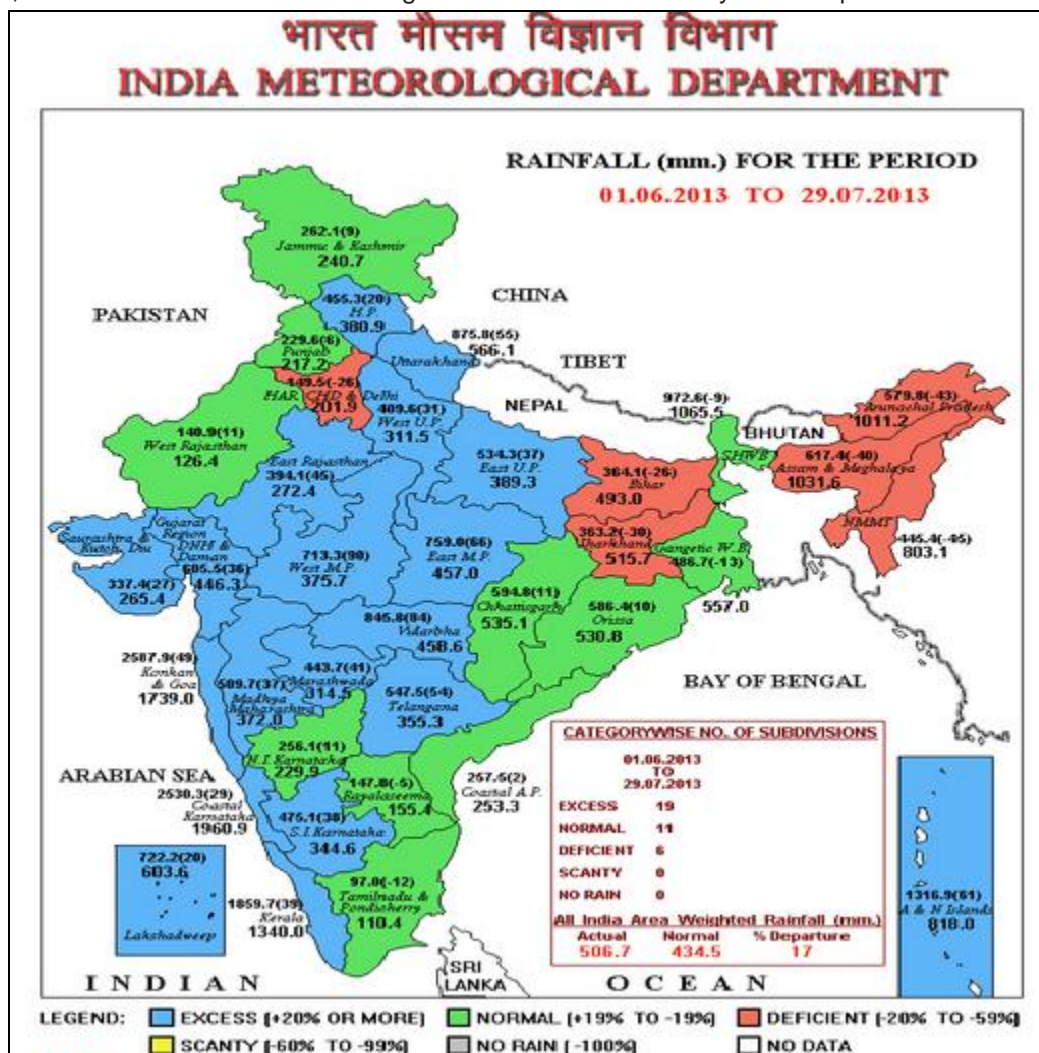 भारत मौसम विज्ञान विभाग
INDIA METEOROLOGICAL DEPARTMENT
RAINFALL (mm.) FOR THE PERIOD
01.06.2013 TO 29.07.2013
262.1(9)
Jammu & Kashmir
240.7
CHINA
PAKISTAN
455.3(20)
H.P.
380.9
875.8(55)
Uttarakhand
566.1
229.6(6)
Punjab
217.2
TIBET
149.5(-26)
HAR. CHD & Delhi
201.9
NEPAL
972.6(-9)
1065.5
SHWB
BHUTAN
579.8(-43)
Arunachal Pradesh
1011.2
409.6(31)
West U.P.
311.5
140.9(11)
West Rajasthan
126.4
East Rajasthan
394.1(45)
272.4
534.3(37)
East U.P.
389.3
364.1(-26)
Bihar
493.0
617.4(-40)
Assam & Meghalaya
1031.6
NMMT
445.4(-45)
803.1
Saurashtra &
Kutch, Diu
337.4(27)
265.4
Gujarat
Region
DNH &
Daman
605.5(36)
446.3
713.3(90)
West M.P.
375.7
759.0(66)
East M.P.
457.0
363.2(-30)
Jharkhand
515.7
Gangetic W.B
486.7(-13)
557.0
594.8(11)
Chhattisgarh
535.1
586.4(10)
Orissa
530.8
845.8(84)
Vidarbha
458.6
2587.9(49)
Konkan
& Goa
1739.0
509.7(37)
Madhya
Maharashtra
372.0
443.7(41)
Marathwada
314.5
547.5(54)
Telangana
355.3
BAY OF BENGAL
256.1(11)
N.I. Karnataka
229.9
ARABIAN SEA
2530.3(29)
Coastal
Karnataka
1960.9
147.8(-5)
Rayalaseema
155.4
257.5(2)
Coastal A.P.
253.3
475.1(38)
S.I. Karnataka
344.6
722.2(20)
603.6
Lakshadweep
1859.7(39)
Kerala
1340.0
97.0(-12)
Tamilnadu &
Pondicherry
110.4
CATEGORYWISE NO. OF SUBDIVISIONS
01.06.2013
TO
29.07.2013
EXCESS 19
NORMAL 11
DEFICIENT 6
SCANTY 0
NO RAIN 0
All India Area Weighted Rainfall (mm.)
Actual Normal % Departure
506.7 434.5 17
1316.9(61)
A & N Islands
818.0
SRI
LANKA
INDIAN OCEAN
LEGEND: EXCESS (+20% OR MORE) NORMAL (+19% TO -19%) DEFICIENT (-20% TO -59%)
SCANTY (-60% TO -99%) NO RAIN (-100%) NO DATA